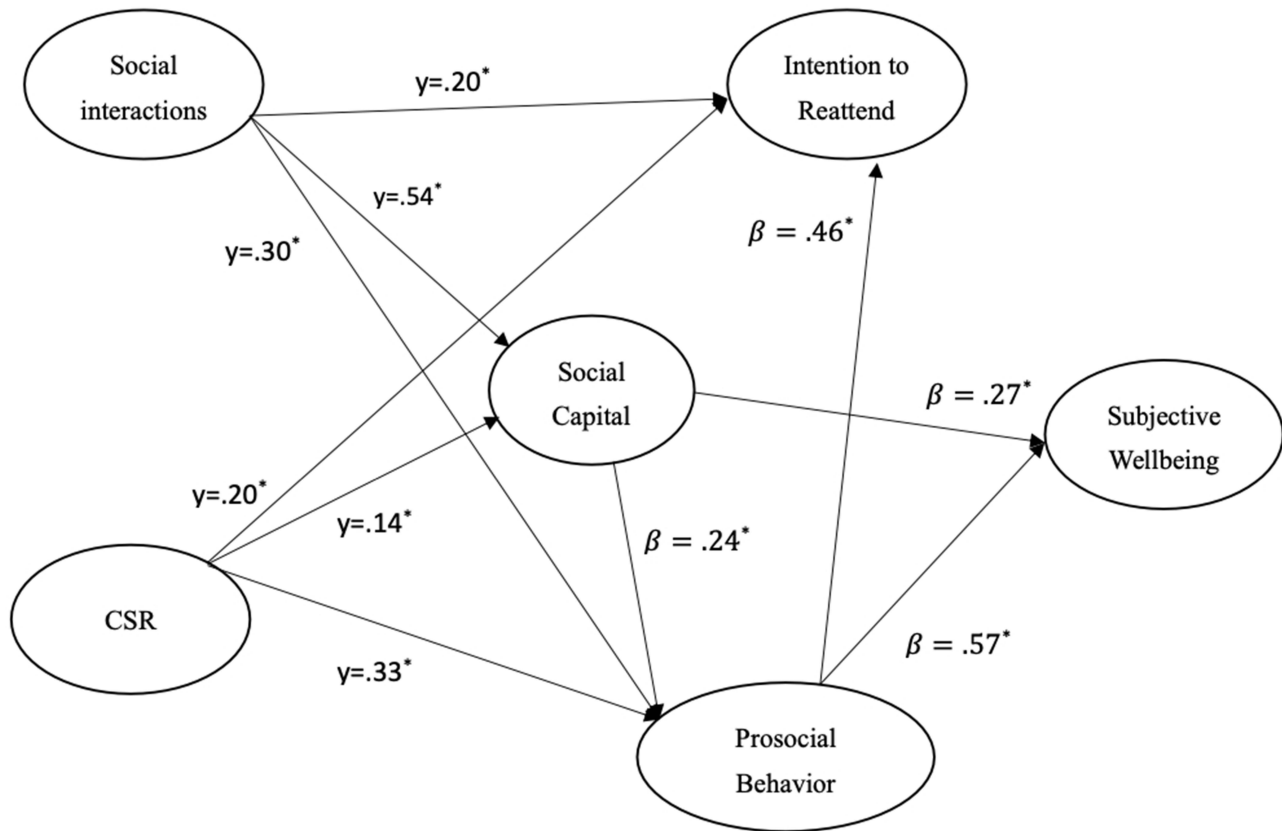 Social
interactions
Intention to
Reattend
y=.20*
y=.54*
y=.30*
β = .46*
Social
Capital
β = .27*
Subjective
Wellbeing
y=.20*
y=.14*
β = .24*
CSR
y=.33*
β = .57*
Prosocial
Behavior